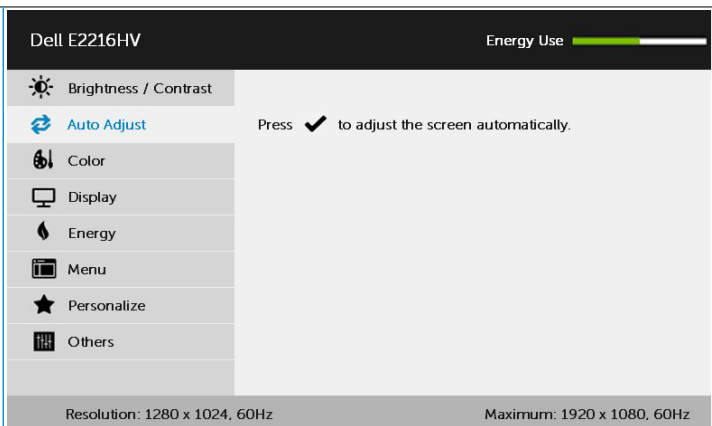 Dell E2216HV
Energy Use
Brightness / Contrast
Auto Adjust
Press ✔ to adjust the screen automatically.
Color
Display
Energy
Menu
Personalize
Others
Resolution: 1280 x 1024, 60Hz
Maximum: 1920 x 1080, 60Hz